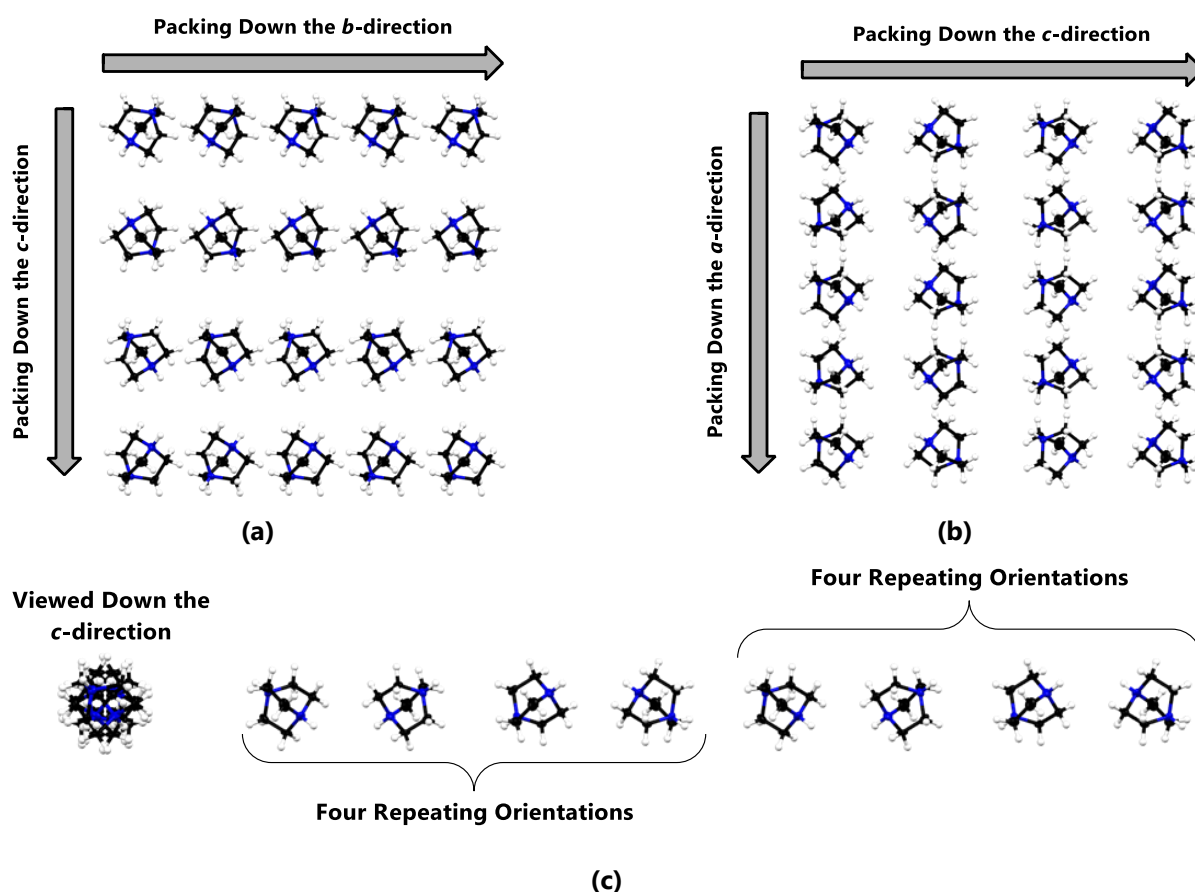 Packing Down the b-direction
Packing Down the c-direction
(a)
Packing Down the c-direction
Packing Down the a-direction
(b)
Viewed Down the
c-direction
Four Repeating Orientations
Four Repeating Orientations
(c)